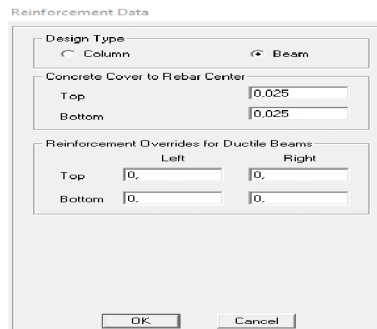 Reinforcement Data
Design Type
Column Beam
Concrete Cover to Rebar Center
Top 0,025
Bottom 0,025
Reinforcement Overrides for Ductile Beams
Left Right
Top 0, 0,
Bottom 0, 0,
OK Cancel